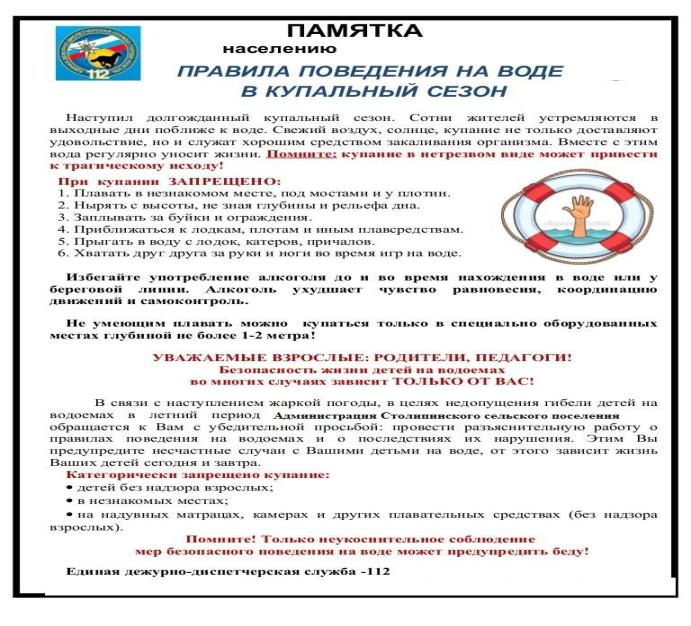 ПАМЯТКА
населению
ПРАВИЛА ПОВЕДЕНИЯ НА ВОДЕ
В КУПАЛЬНЫЙ СЕЗОН
112
Наступил долгожданный купальный сезон. Сотни жителей устремляются в
выходные дни поближе к воде. Свежий воздух, солнце, купание не только доставляют
удовольствие, но и служат хорошим средством закаливания организма. Вместе с этим
вода регулярно уносит жизни. Помните: купание в нетрезвом виде может привести
к трагическому исходу!
При купании ЗАПРЕЩЕНО:
1. Плавать в незнакомом месте, под мостами и у плотин.
2. Нырять с высоты, не зная глубины и рельефа дна.
3. Заплывать за буйки и ограждения.
4. Приближаться к лодкам, плотам и иным плавсредствам.
5. Прыгать в воду с лодок, катеров, причалов.
6. Хватать друг друга за руки и ноги во время игр на воде.
Избегайте употребление алкоголя до и во время нахождения в воде или у
береговой линии. Алкоголь ухудшает чувство равновесия, координацию
движений и самоконтроль.
Не умеющим плавать можно купаться только в специально оборудованных
местах глубиной не более 1-2 метра!
УВАЖАЕМЫЕ ВЗРОСЛЫЕ: РОДИТЕЛИ, ПЕДАГОГИ!
Безопасность жизни детей на водоемах
во многих случаях зависит ТОЛЬКО ОТ ВАС!
В связи с наступлением жаркой погоды, в целях недопущения гибели детей на
водоемах в летний период Администрация Столипинского сельского поселения
обращается к Вам с убедительной просьбой: провести разъяснительную работу о
правилах поведения на водоемах и о последствиях их нарушения. Этим Вы
предупредите несчастные случаи с Вашими детьми на воде, от этого зависит жизнь
Ваших детей сегодня и завтра.
Категорически запрещено купание:
• детей без надзора взрослых;
• в незнакомых местах;
• на надувных матрацах, камерах и других плавательных средствах (без надзора
взрослых).
Помните! Только неукоснительное соблюдение
мер безопасного поведения на воде может предупредить беду!
Единая дежурно-диспетчерская служба -112